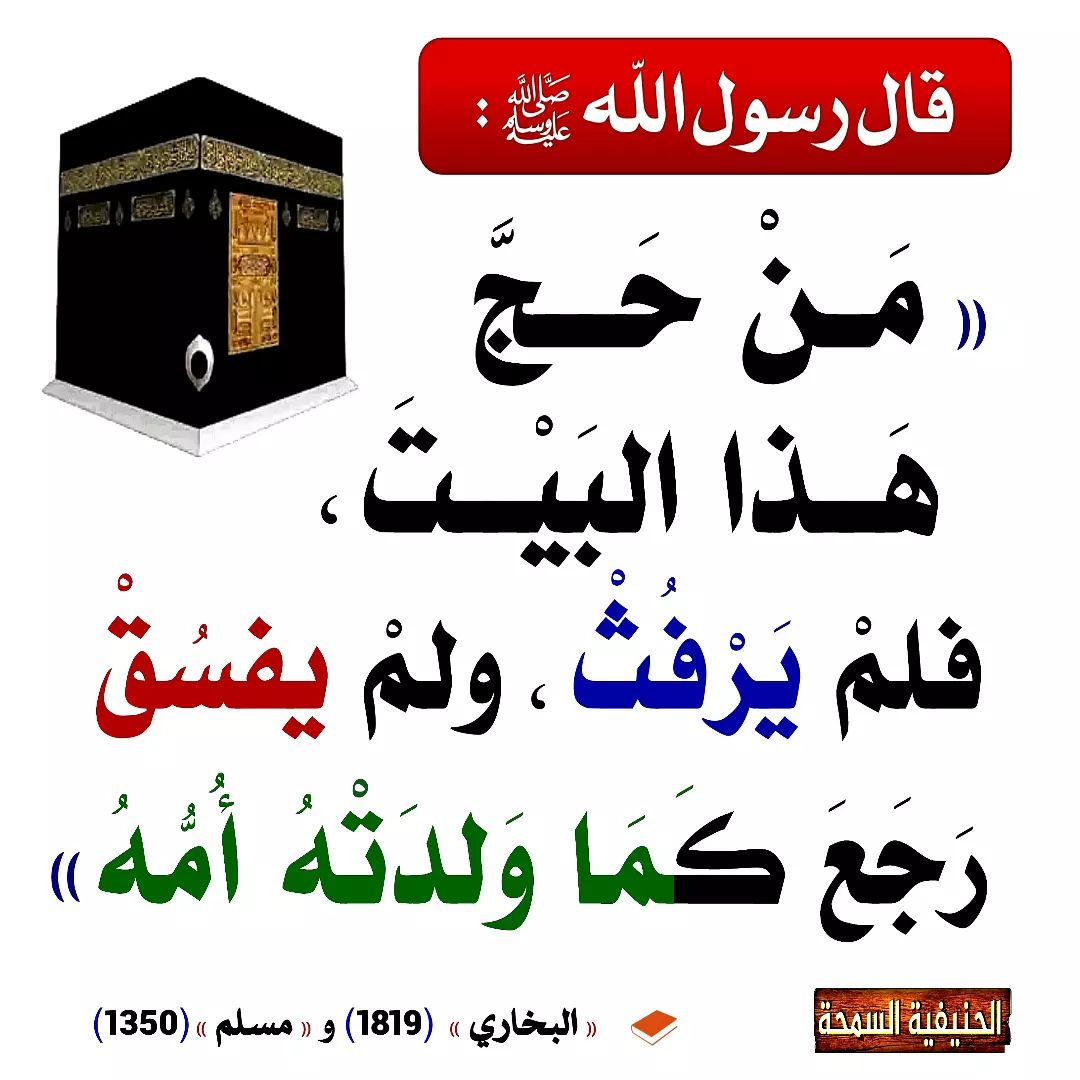 قال رسول الله ﷺ :
(( مَنْ حَجَّ
هَذا البَيْتَ ،
فلمْ يَرْفُثْ ، ولمْ يفسُقْ
رَجَعَ كَمَا وَلدَتْهُ أُمُّهُ ))
« البخاري » (1819) و « مسلم » (1350)
الحنيفية السمحة